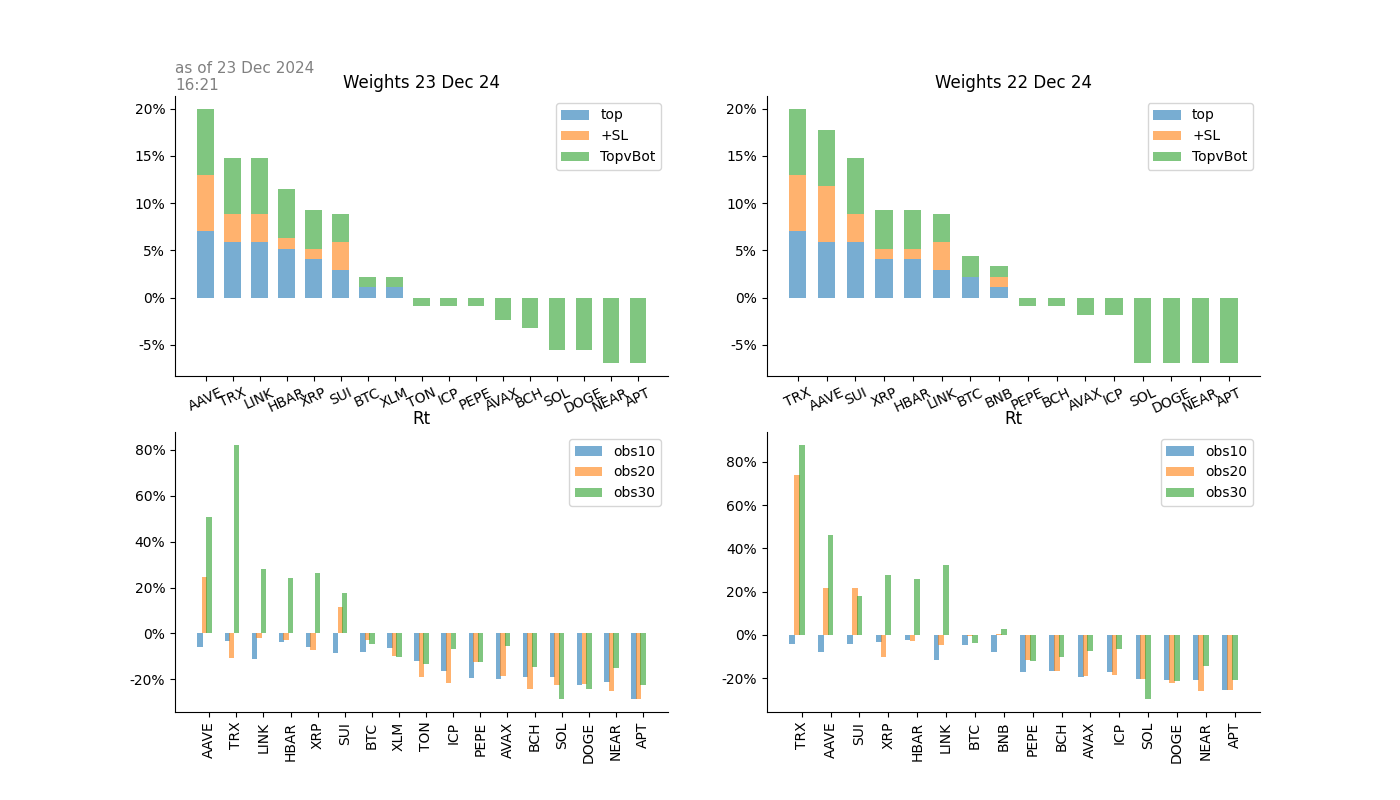 as of 23 Dec 2024
16:21
Weights 23 Dec 24
20%
15%
10%
5%
0%
-5%
top
+SL
TopvBot
AAVE TRX LINK HBAR XRP SUI BTC XLM TON ICP PEPE AVAX BCH SOL DOGE NEAR APT
Weights 22 Dec 24
20%
15%
10%
5%
0%
-5%
top
+SL
TopvBot
TRX AAVE SUI XRP HBAR LINK BTC BNB PEPE BCH AVAX ICP SOL DOGE NEAR APT
Rt
80%
60%
40%
20%
0%
-20%
obs10
obs20
obs30
AAVE TRX LINK HBAR XRP SUI BTC XLM TON ICP PEPE AVAX BCH SOL DOGE NEAR APT
Rt
80%
60%
40%
20%
0%
-20%
obs10
obs20
obs30
TRX AAVE SUI XRP HBAR LINK BTC BNB PEPE BCH AVAX ICP SOL DOGE NEAR APT